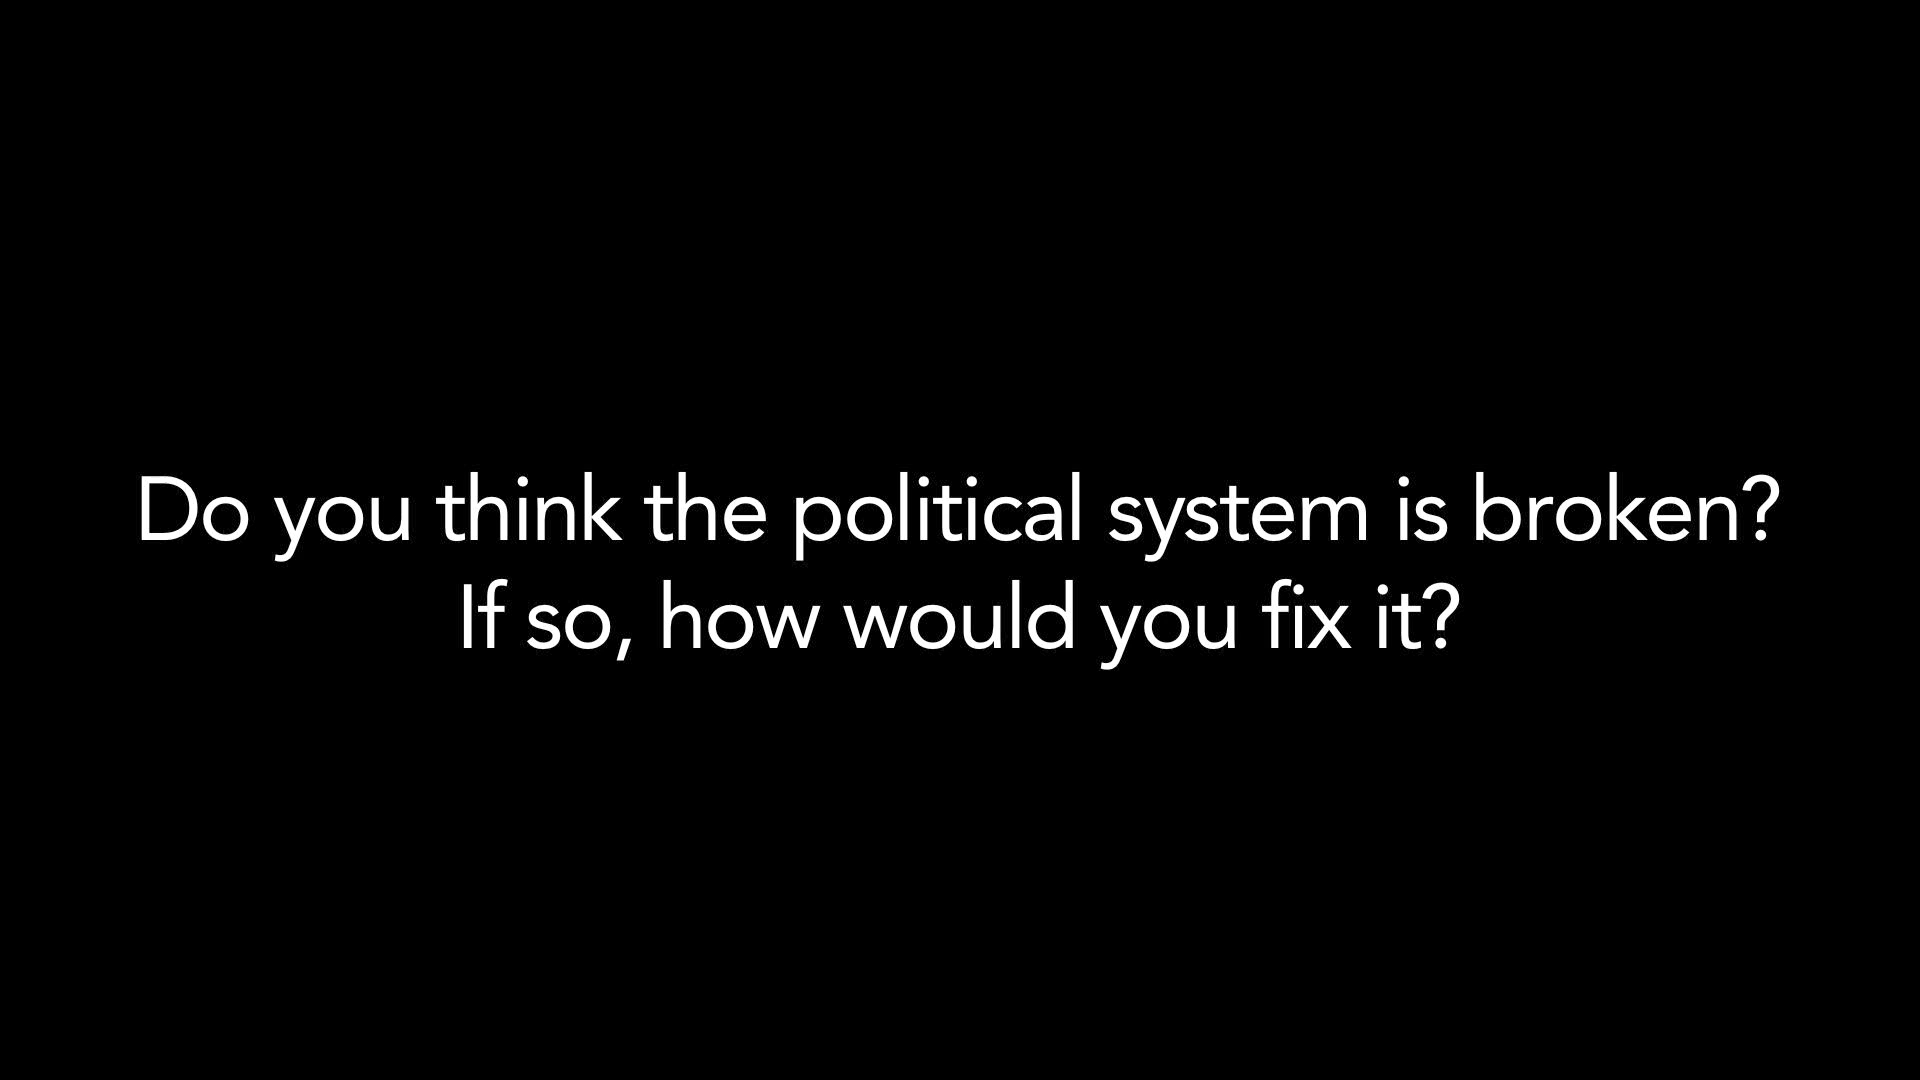 Do you think the political system is broken?
If so, how would you fix it?